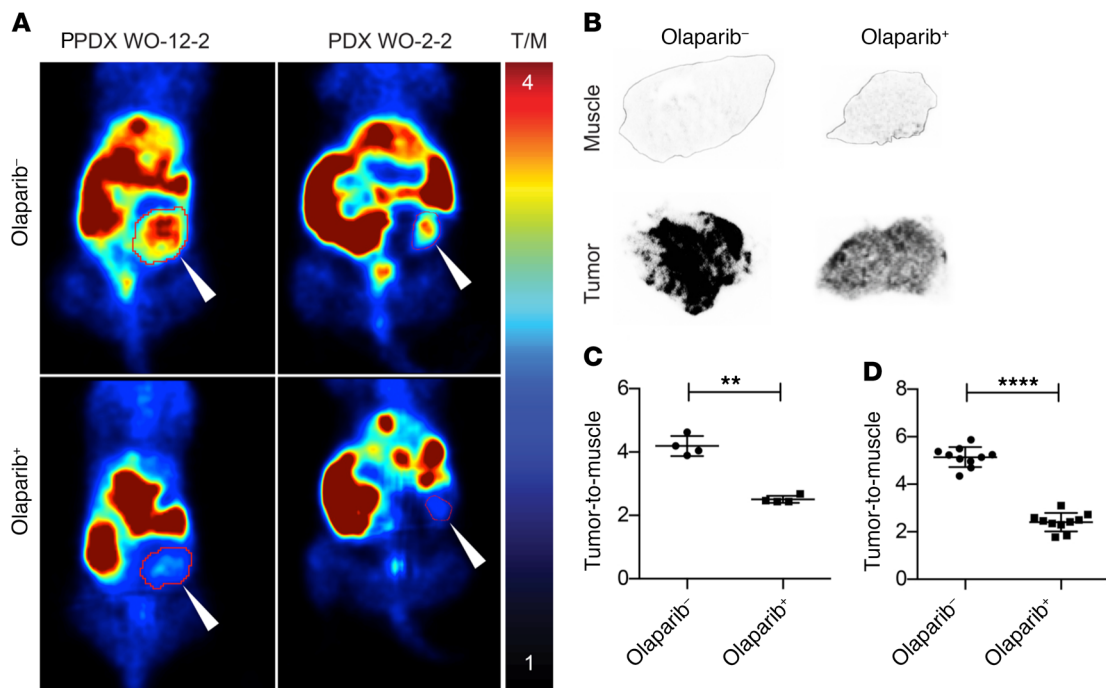 A
PPDX WO-12-2
PDX WO-2-2
T/M
Olaparib⁻
Olaparib⁺
4
1
B
Olaparib⁻
Olaparib⁺
Muscle
Tumor
C
Tumor-to-muscle
6
4
2
0
**
Olaparib⁻
Olaparib⁺
D
Tumor-to-muscle
8
6
4
2
0
****
Olaparib⁻
Olaparib⁺